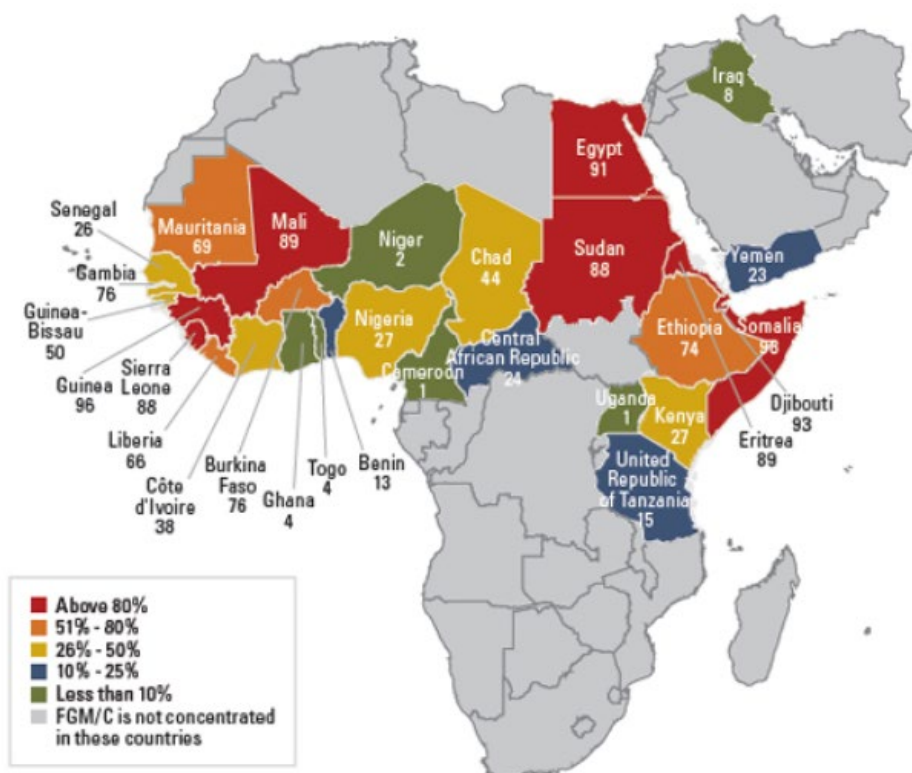 Iraq
8
Egypt
91
Senegal
26
Mauritania
69
Mali
89
Niger
2
Chad
44
Sudan
88
Yemen
23
Gambia
76
Guinea-
Bissau
50
Nigeria
27
Ethiopia
74
Somalia
98
Central
African Republic
24
Cameroon
1
Guinea
96
Sierra
Leone
88
Uganda
1
Kenya
27
Djibouti
93
Eritrea
89
Liberia
66
Côte
d'Ivoire
38
Burkina
Faso
76
Ghana
4
Togo
4
Benin
13
United
Republic
of Tanzania
15
Above 80%
51% - 80%
26% - 50%
10% - 25%
Less than 10%
FGM/C is not concentrated
in these countries